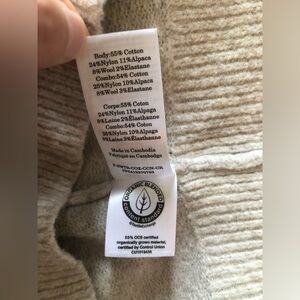 Body:55% Cotton
24%Nylon 11%Alpaca
8%Wool 2%Elastane
Combo:54% Cotton
25%Nylon 10%Alpaca
8%Wool 3%Elastane
Corps:55% Coton
24%Nylon 11%Alpaga
8%Laine 2%Élasthanne
Combo:54% Coton
25%Nylon 10%Alpaga
8%Laine 3%Élasthanne
Made in Cambodia
Fabriqué en Cambodge
ORGANIC BLENDED
content standard
55% OCS certified
organically grown material,
certified by Control Union